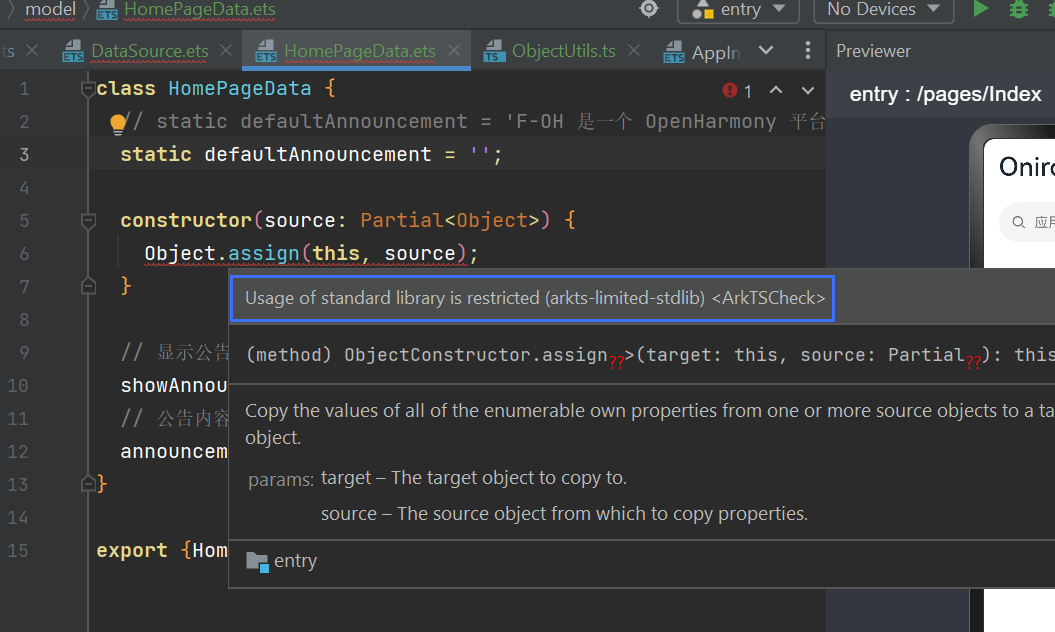 model HomePageData.ets entry No Devices
ts DataSource.ets HomePageData.ets ObjectUtils.ts AppIn Previewer
1 class HomePageData { 1
entry : /pages/Index
2 // static defaultAnnouncement = 'F-OH 是一个 OpenHarmony 平台
3 static defaultAnnouncement = '';
Oniro
4
5 constructor(source: Partial<Object>) {
应用
6 Object.assign(this, source);
7 }
Usage of standard library is restricted (arkts-limited-stdlib) <ArkTSCheck>
8
9 // 显示公告
(method) ObjectConstructor.assign??>(target: this, source: Partial??): this
10 showAnnou
11 // 公告内容
Copy the values of all of the enumerable own properties from one or more source objects to a ta
object.
12 announcem
params: target – The target object to copy to.
13 }
source – The source object from which to copy properties.
14
15 export {Hom
entry